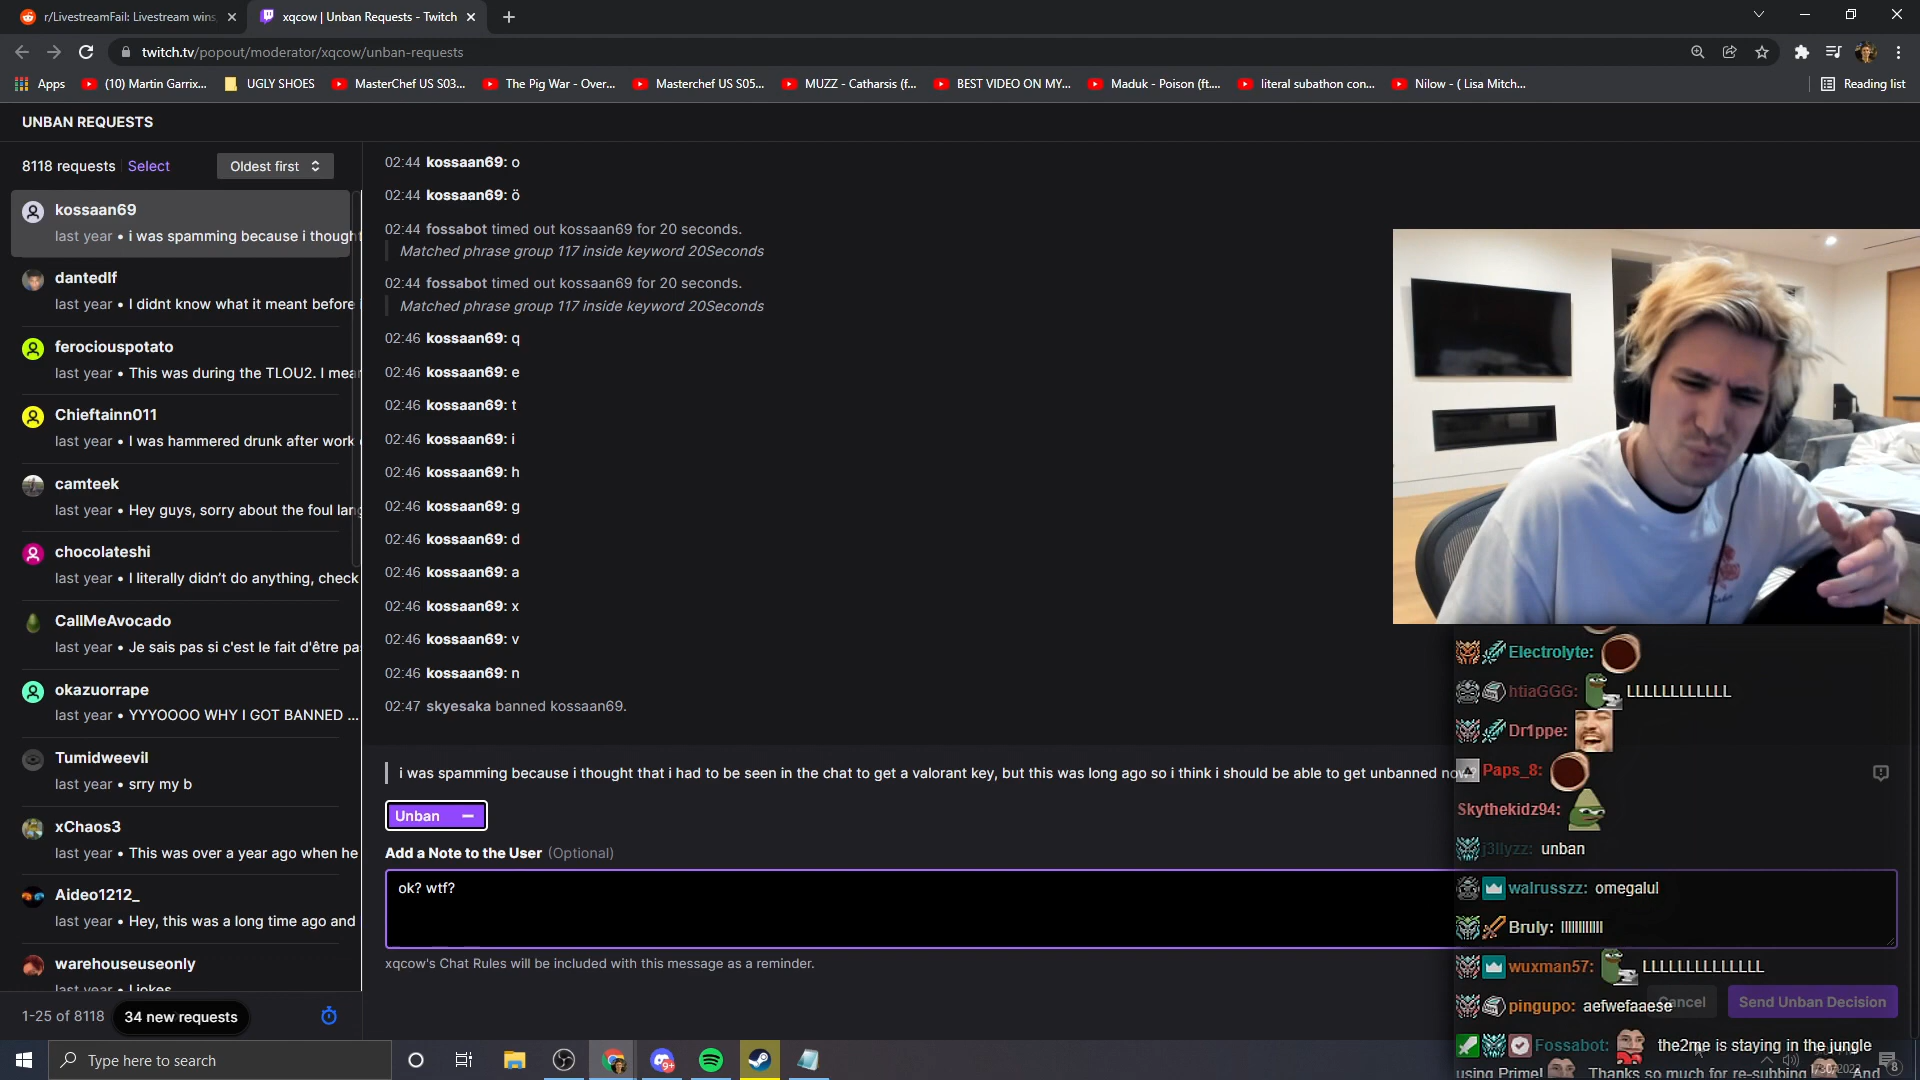 r/LivestreamFail: Livestream wins,
xqcow | Unban Requests - Twitch
twitch.tv/popout/moderator/xqcow/unban-requests
Apps
(10) Martin Garrix...
UGLY SHOES
MasterChef US S03...
The Pig War - Over...
Masterchef US S05...
MUZZ - Catharsis (f...
BEST VIDEO ON MY...
Maduk - Poison (ft....
literal subathon con...
Nilow - ( Lisa Mitch...
Reading list
UNBAN REQUESTS
8118 requests Select
Oldest first
kossaan69
last year • i was spamming because i though
dantedlf
last year • I didnt know what it meant before
ferociouspotato
last year • This was during the TLOU2. I mea
Chieftainn011
last year • I was hammered drunk after work
camteek
last year • Hey guys, sorry about the foul lan
chocolateshi
last year • I literally didn't do anything, check
CallMeAvocado
last year • Je sais pas si c'est le fait d'être pa
okazuorrape
last year • YYYOOOO WHY I GOT BANNED ...
Tumidweevil
last year • srry my b
xChaos3
last year • This was over a year ago when he
Aideo1212_
last year • Hey, this was a long time ago and
warehouseuseonly
last year • I jokes
1-25 of 8118
34 new requests
02:44 kossaan69: o
02:44 kossaan69: ö
02:44 fossabot timed out kossaan69 for 20 seconds.
Matched phrase group 117 inside keyword 20Seconds
02:44 fossabot timed out kossaan69 for 20 seconds.
Matched phrase group 117 inside keyword 20Seconds
02:46 kossaan69: q
02:46 kossaan69: e
02:46 kossaan69: t
02:46 kossaan69: i
02:46 kossaan69: h
02:46 kossaan69: g
02:46 kossaan69: d
02:46 kossaan69: a
02:46 kossaan69: x
02:46 kossaan69: v
02:46 kossaan69: n
02:47 skyesaka banned kossaan69.
i was spamming because i thought that i had to be seen in the chat to get a valorant key, but this was long ago so i think i should be able to get unbanned now?
Unban
Add a Note to the User (Optional)
ok? wtf?
xqcow's Chat Rules will be included with this message as a reminder.
Cancel
Send Unban Decision
Electrolyte:
htiaGGG: LLLLLLLLLLLL
Dr1ppe:
Paps_8:
Skythekidz94:
j3llyzz: unban
walrusszz: omegalul
Bruly: llllllllllll
wuxman57: LLLLLLLLLLLLLL
pingupo: aefwefaaese
Fossabot: the2me is staying in the jungle
using Prime! Thanks so much for re-subbing And
Type here to search